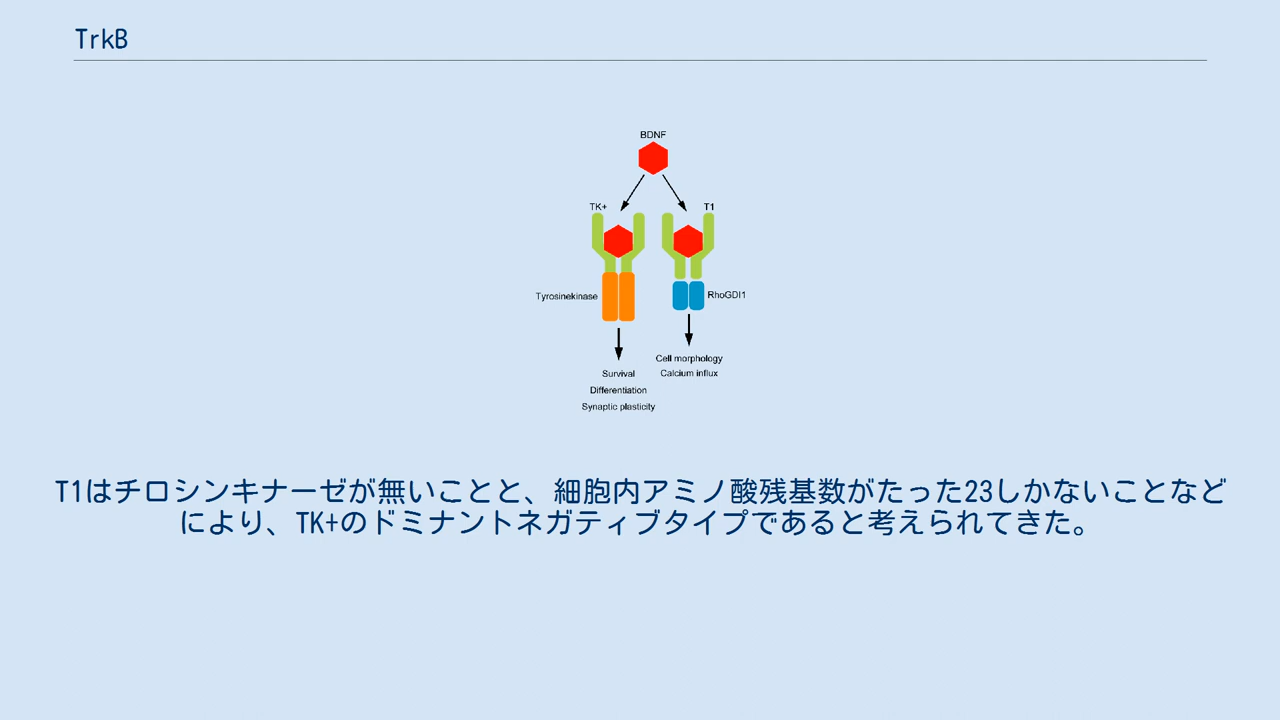 TrkB
BDNF
TK+
T1
Tyrosinekinase
RhoGDI1
Survival
Differentiation
Synaptic plasticity
Cell morphology
Calcium influx
T1はチロシンキナーゼが無いことと、細胞内アミノ酸残基数がたった23しかないことなど
により、TK+のドミナントネガティブタイプであると考えられてきた。